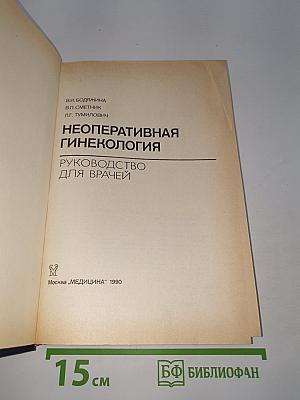 В.И. БОДЯЖИНА
В.П. СМЕТНИК
Л.Г. ТУМИЛОВИЧ
НЕОПЕРАТИВНАЯ
ГИНЕКОЛОГИЯ
РУКОВОДСТВО
ДЛЯ ВРАЧЕЙ
Москва „МЕДИЦИНА" 1990
15 см
БФ БИБЛИОФАН